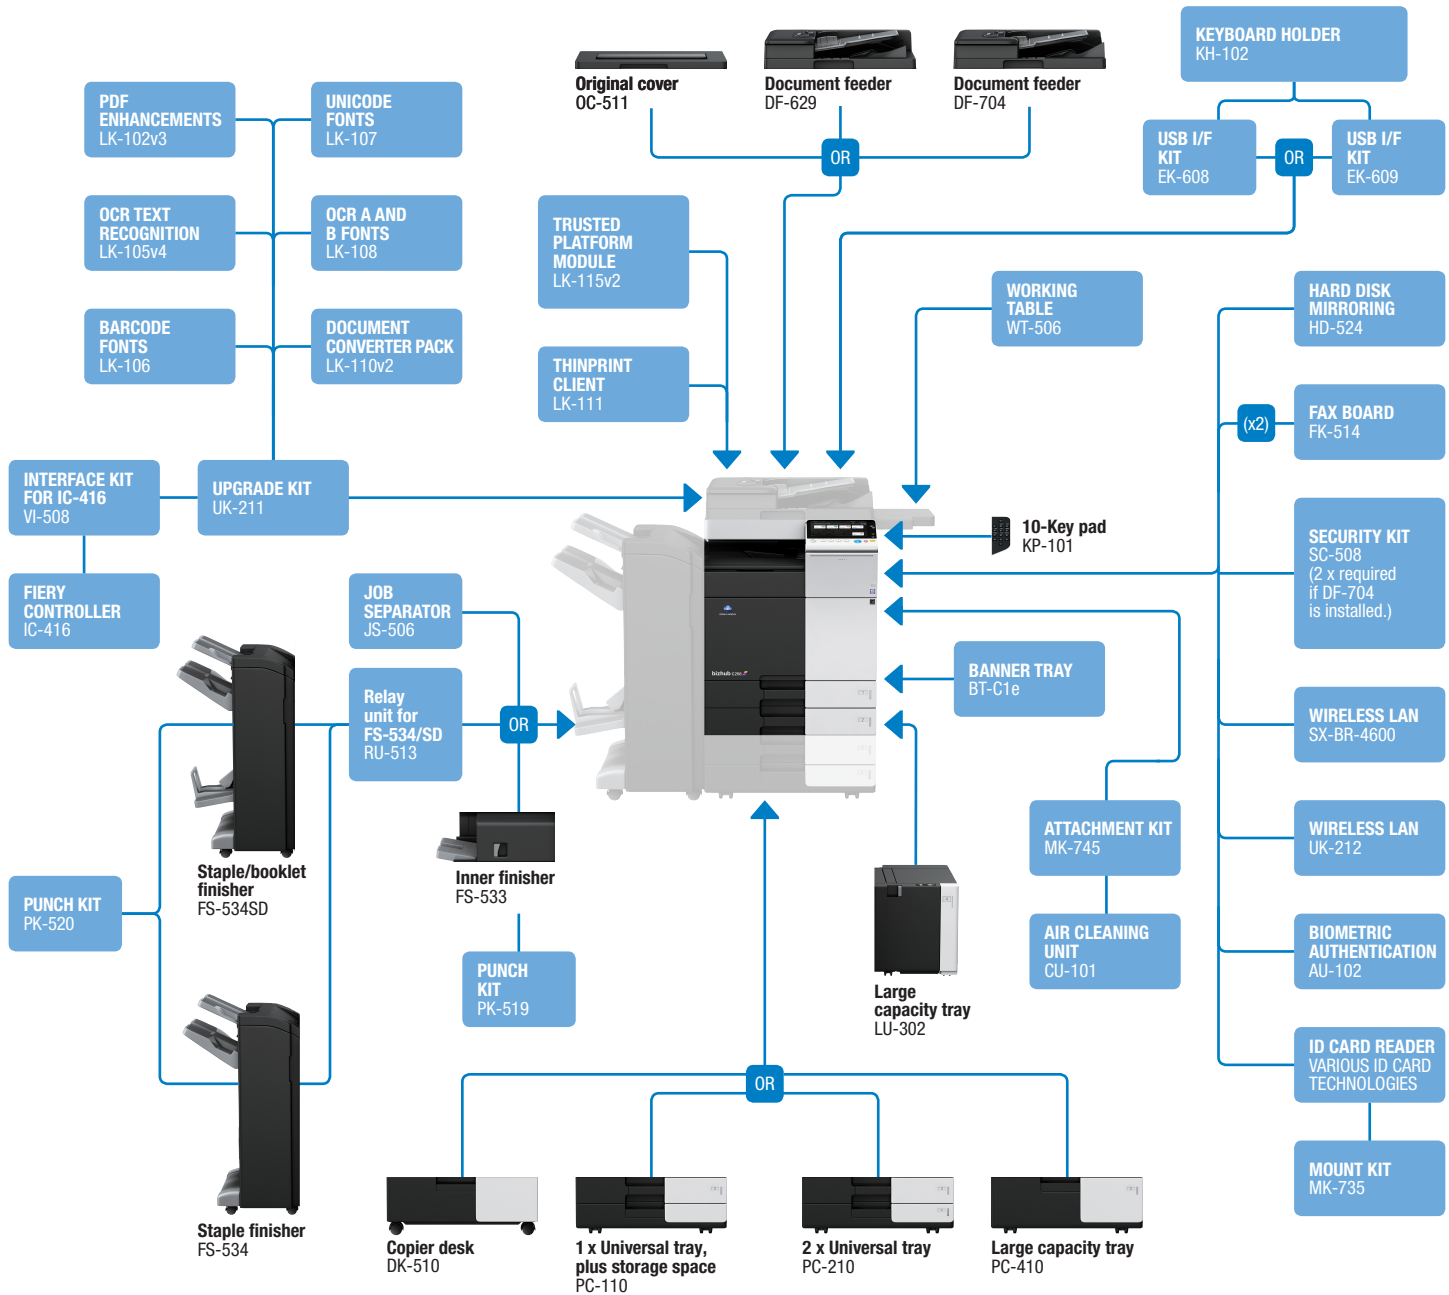 KEYBOARD HOLDER
KH-102
Original cover
OC-511
Document feeder
DF-629
Document feeder
DF-704
PDF
ENHANCEMENTS
LK-102v3
UNICODE
FONTS
LK-107
OR
USB I/F
KIT
EK-608
OR
USB I/F
KIT
EK-609
OCR TEXT
RECOGNITION
LK-105v4
OCR A AND
B FONTS
LK-108
TRUSTED
PLATFORM
MODULE
LK-115v2
WORKING
TABLE
WT-506
HARD DISK
MIRRORING
HD-524
BARCODE
FONTS
LK-106
DOCUMENT
CONVERTER PACK
LK-110v2
THINPRINT
CLIENT
LK-111
(x2)
FAX BOARD
FK-514
INTERFACE KIT
FOR IC-416
VI-508
UPGRADE KIT
UK-211
10-Key pad
KP-101
SECURITY KIT
SC-508
(2 x required
if DF-704
is installed.)
FIERY
CONTROLLER
IC-416
JOB
SEPARATOR
JS-506
bizhub C266
BANNER TRAY
BT-C1e
Relay
unit for
FS-534/SD
RU-513
OR
WIRELESS LAN
SX-BR-4600
ATTACHMENT KIT
MK-745
WIRELESS LAN
UK-212
Staple/booklet
finisher
FS-534SD
Inner finisher
FS-533
PUNCH KIT
PK-520
AIR CLEANING
UNIT
CU-101
BIOMETRIC
AUTHENTICATION
AU-102
PUNCH
KIT
PK-519
Large
capacity tray
LU-302
ID CARD READER
VARIOUS ID CARD
TECHNOLOGIES
OR
MOUNT KIT
MK-735
Staple finisher
FS-534
Copier desk
DK-510
1 x Universal tray,
plus storage space
PC-110
2 x Universal tray
PC-210
Large capacity tray
PC-410